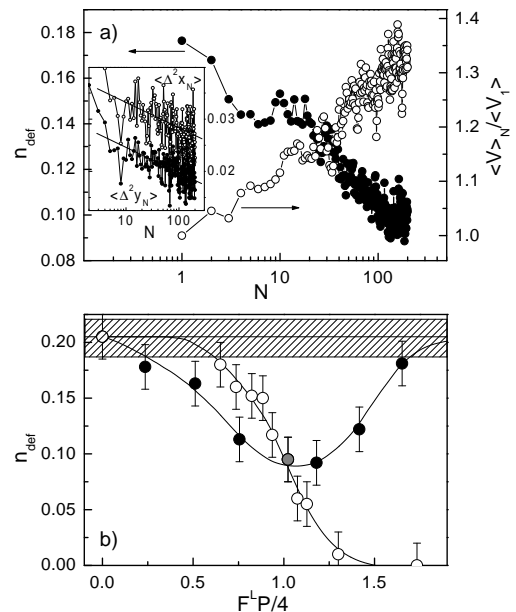 a)
n_def
0.18
0.16
0.14
0.12
0.10
0.08
1.4
1.3
1.2
1.1
1.0
<V>_N/<V_1>
<Δ²x_N>
<Δ²y_N>
0.03
0.02
10
100
N
1
10
100
N
b)
n_def
0.20
0.15
0.10
0.05
0.00
0.0
0.5
1.0
1.5
F^L P/4